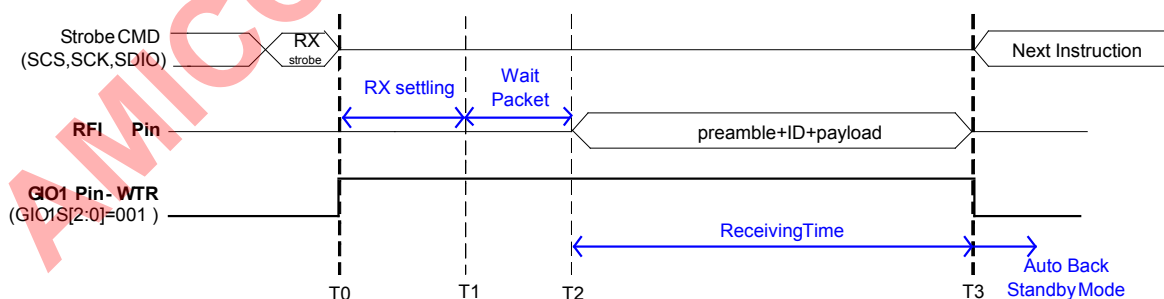 Strobe CMD
(SCS,SCK,SDIO)
RX
strobe
Next Instruction
RX settling
Wait
Packet
RFI Pin
preamble+ID+payload
GIO1 Pin - WTR
(GIO1S[2:0]=001 )
ReceivingTime
Auto Back
Standby Mode
T0 T1 T2 T3
AMICO